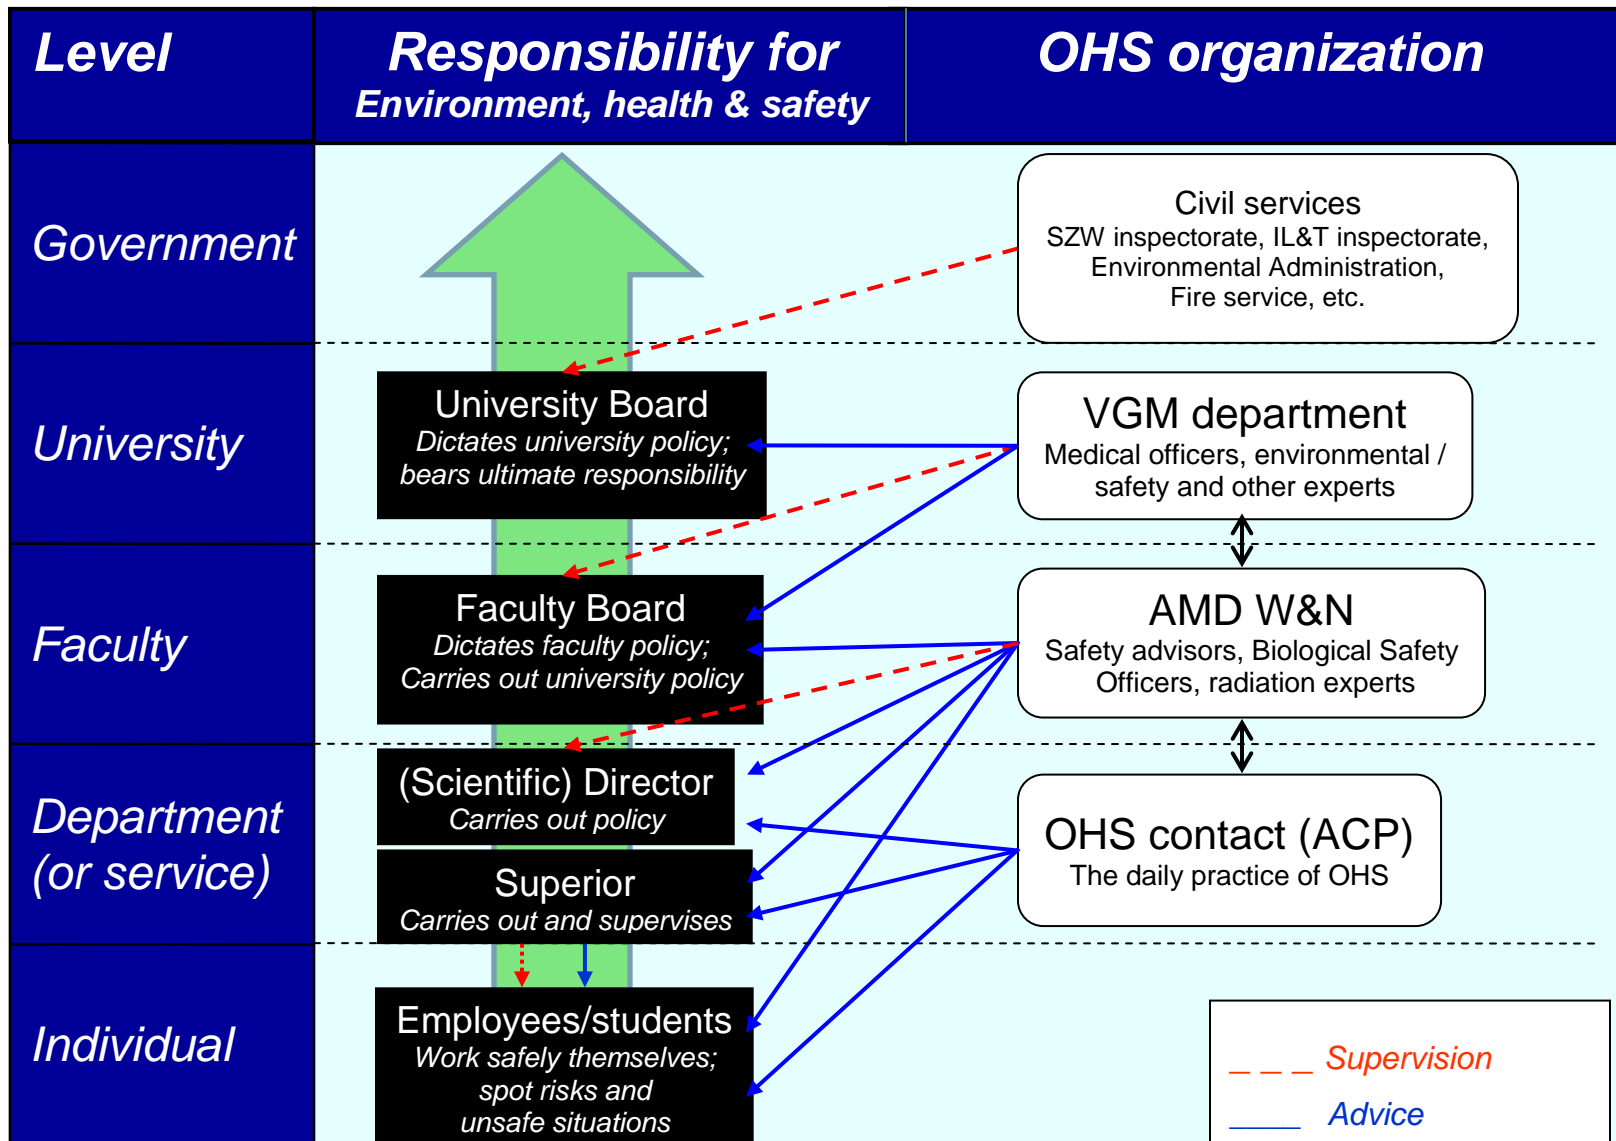 Level
Responsibility for
Environment, health & safety
OHS organization
Government
Civil services
SZW inspectorate, IL&T inspectorate,
Environmental Administration,
Fire service, etc.
University
University Board
Dictates university policy;
bears ultimate responsibility
VGM department
Medical officers, environmental /
safety and other experts
Faculty
Faculty Board
Dictates faculty policy;
Carries out university policy
AMD W&N
Safety advisors, Biological Safety
Officers, radiation experts
Department
(or service)
(Scientific) Director
Carries out policy
Superior
Carries out and supervises
OHS contact (ACP)
The daily practice of OHS
Individual
Employees/students
Work safely themselves;
spot risks and
unsafe situations
_ _ _ Supervision
____ Advice